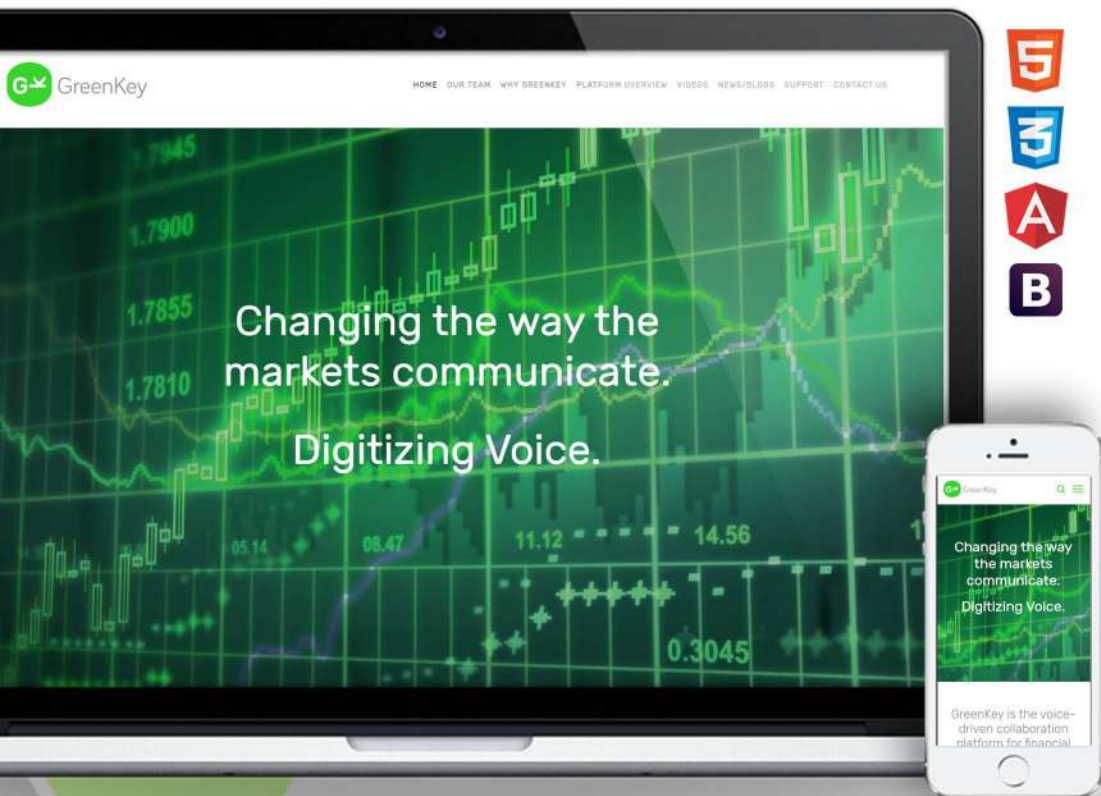 GK GreenKey
HOME OUR TEAM WHY GREENKEY PLATFORM OVERVIEW VIDEOS NEWS/BLOGS SUPPORT CONTACT US
1.7945
1.7900
1.7855
1.7810
Changing the way the
markets communicate.
Digitizing Voice.
05.14 08.47 11.12 14.56
0.3045
5
3
A
B
GK GreenKey
Changing the way
the markets
communicate.
Digitizing Voice.
GreenKey is the voice-
driven collaboration
platform for financial